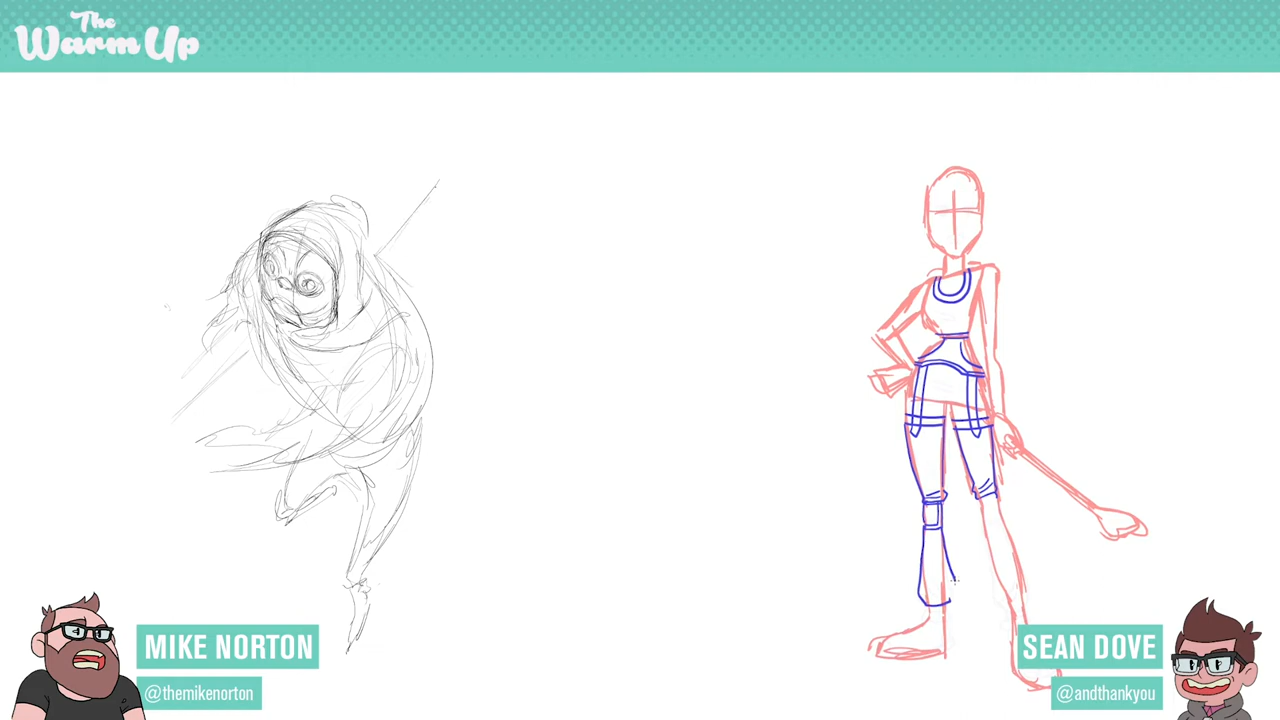 The
Warm Up
MIKE NORTON
@themikenorton
SEAN DOVE
@andthankyou